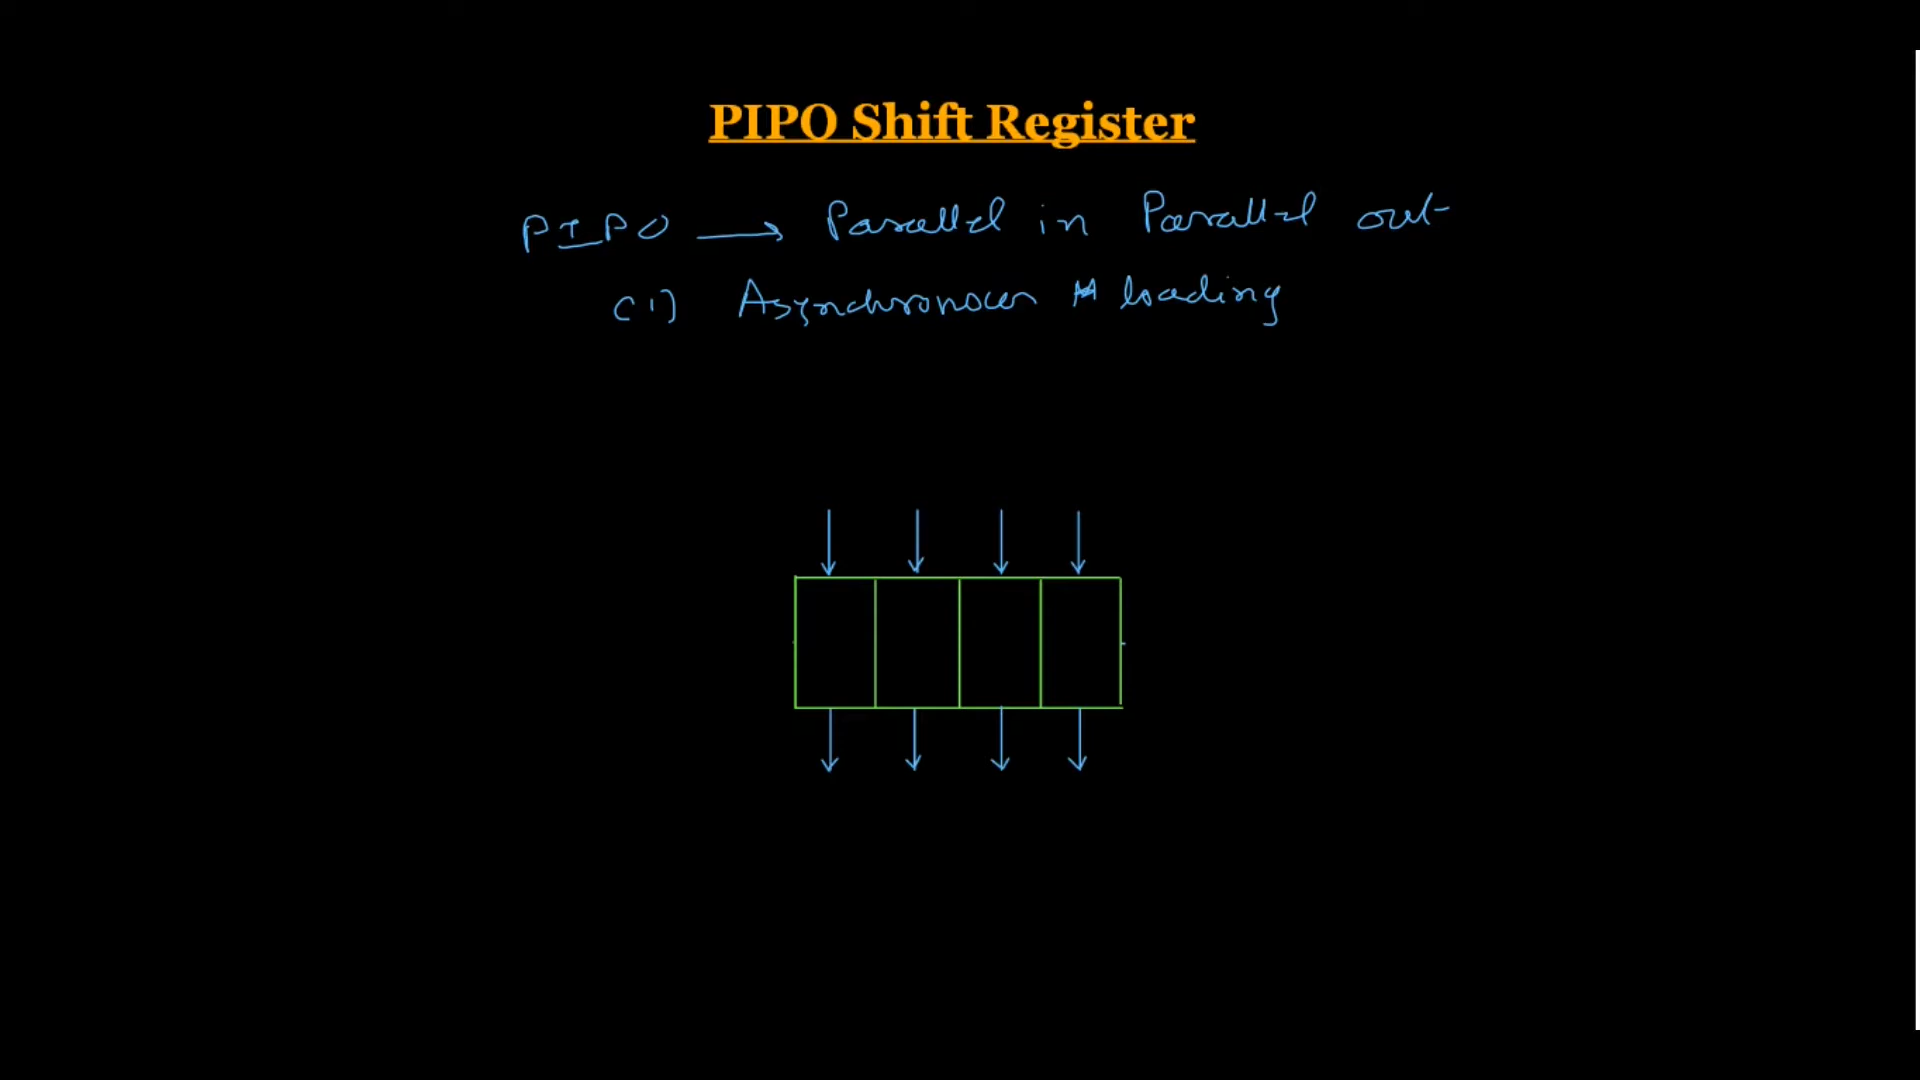 PIPO Shift Register
PIPO → Parallel in Parallel out
(1) Asynchronous loading